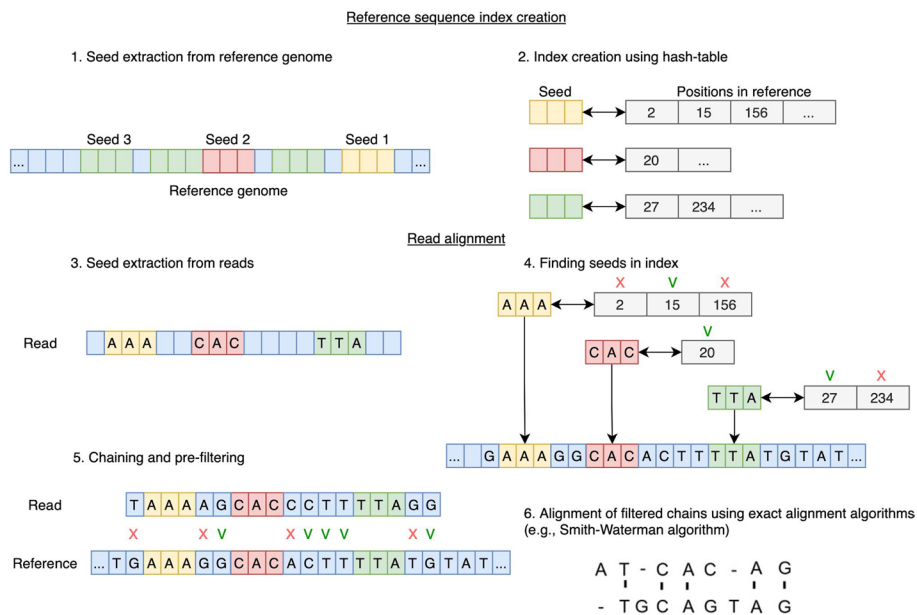 Reference sequence index creation
1. Seed extraction from reference genome
Seed 3 Seed 2 Seed 1
... ...
Reference genome
2. Index creation using hash-table
Seed Positions in reference
2 15 156 ...
20 ...
27 234 ...
Read alignment
3. Seed extraction from reads
Read A A A C A C T T A
4. Finding seeds in index
X V X
A A A 2 15 156
V
C A C 20
V X
T T A 27 234
... G A A A G G C A C A C T T T T A T G T A T ...
5. Chaining and pre-filtering
Read T A A A A G C A C C C T T T T A G G
X X V X V V V X V
Reference ... T G A A A G G C A C A C T T T T A T G T A T ...
6. Alignment of filtered chains using exact alignment algorithms
(e.g., Smith-Waterman algorithm)
A T - C A C - A G
- T G C A G T A G